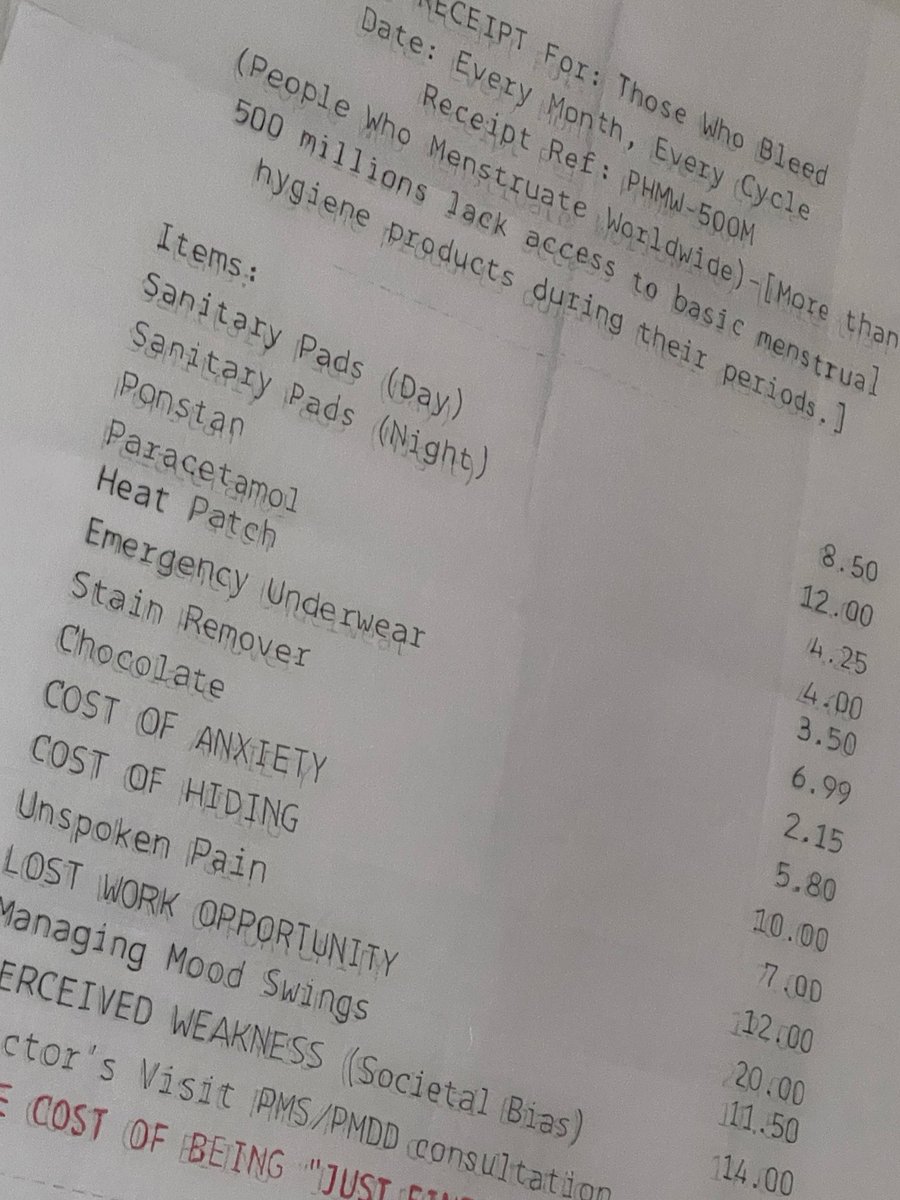 RECEIPT For: Those Who Bleed
Date: Every Month, Every Cycle
Receipt Ref: PHMW-500M
(People Who Menstruate Worldwide)-[More than
500 millions lack access to basic menstrual
hygiene products during their periods.]
Items:
Sanitary Pads (Day) 8.50
Sanitary Pads (Night) 12.00
Ponstan 4.25
Paracetamol 4.00
Heat Patch 3.50
Emergency Underwear 6.99
Stain Remover 2.15
Chocolate 5.80
COST OF ANXIETY 10.00
COST OF HIDING 7.00
Unspoken Pain 12.00
LOST WORK OPPORTUNITY 20.00
Managing Mood Swings 11.50
ERCEIVED WEAKNESS (Societal Bias) 14.00
ctor's Visit PMS/PMDD consultation
E COST OF BEING "JUST